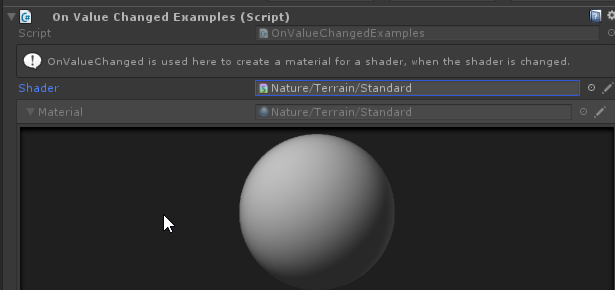 On Value Changed Examples (Script)
Script OnValueChangedExamples
OnValueChanged is used here to create a material for a shader, when the shader is changed.
Shader Nature/Terrain/Standard
Material Nature/Terrain/Standard